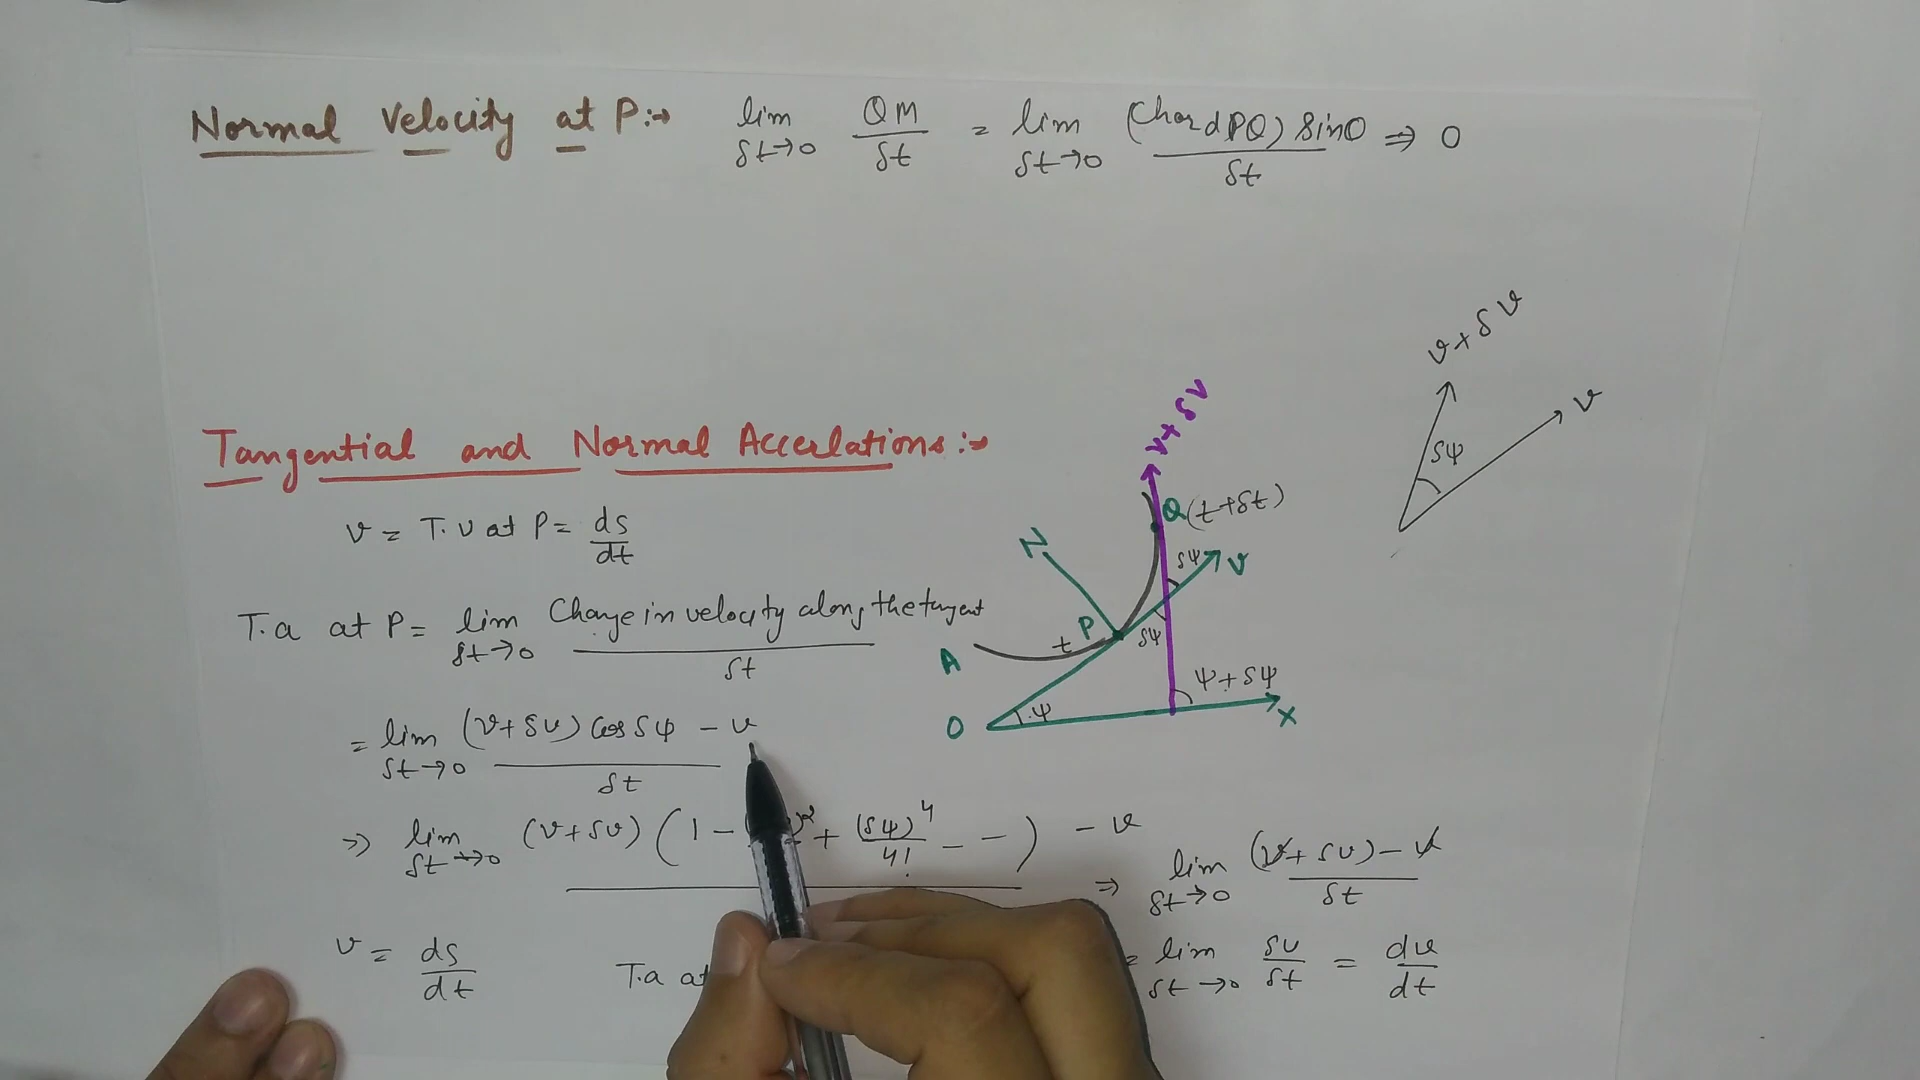 Normal Velocity at P:→ lim δt→0 QM/δt = lim δt→0 (Chord PQ) SinO/δt ⇒ 0
Tangential and Normal Accelations:→
v = T.v at P = ds/dt
T.a at P = lim δt→0 Change in velocity along the tangent/δt
= lim δt→0 (v+δv) Cos δψ - v/δt
⇒ lim δt→0 (v+δv) (1 - 2 + (δψ)^4/4! - -) - v
⇒ lim δt→0 (v+δv) - v/δt
= lim δt→0 δv/δt = dv/dt
v = ds/dt T.a at
v+δv
v
δψ
v+δv
Q(t+δt)
N
δψ
v
P
t
δψ
A
ψ+δψ
O
ψ
X